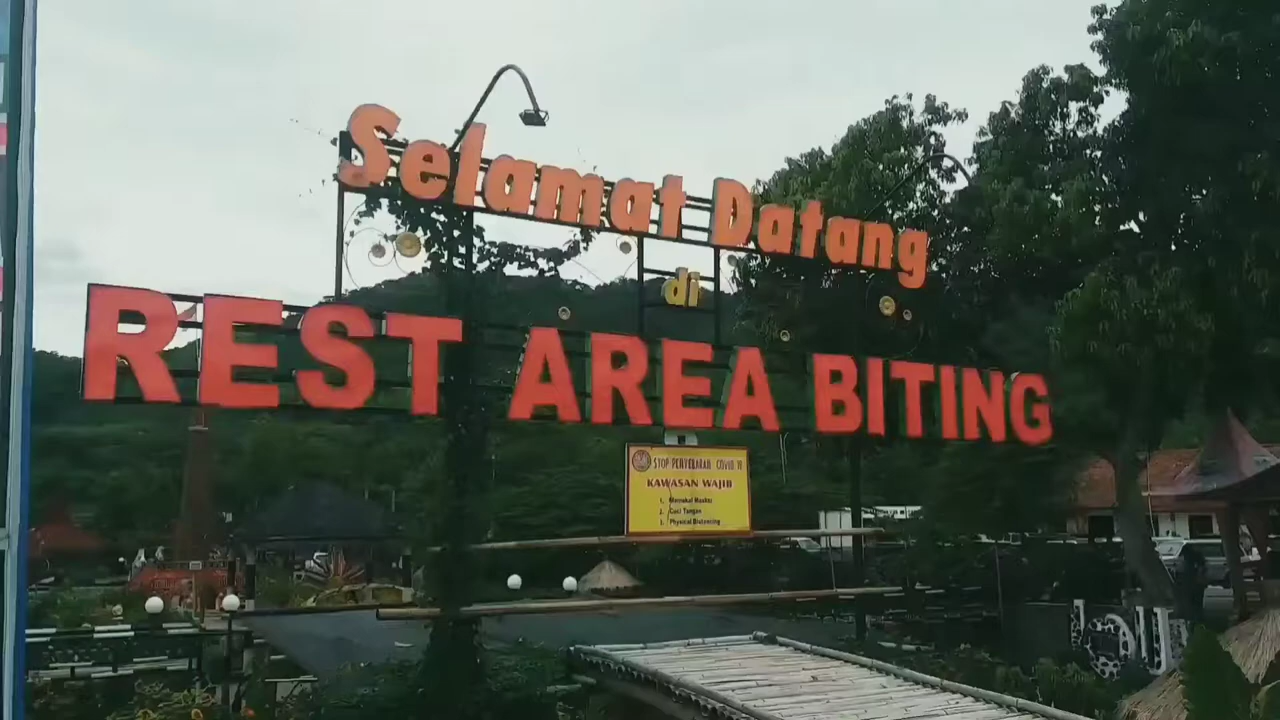 Selamat Datang
di
REST AREA BITING
STOP PENYEBARAN COVID 19
KAWASAN WAJIB
1. Memakai Masker
2. Cuci Tangan
3. Physical Distancing